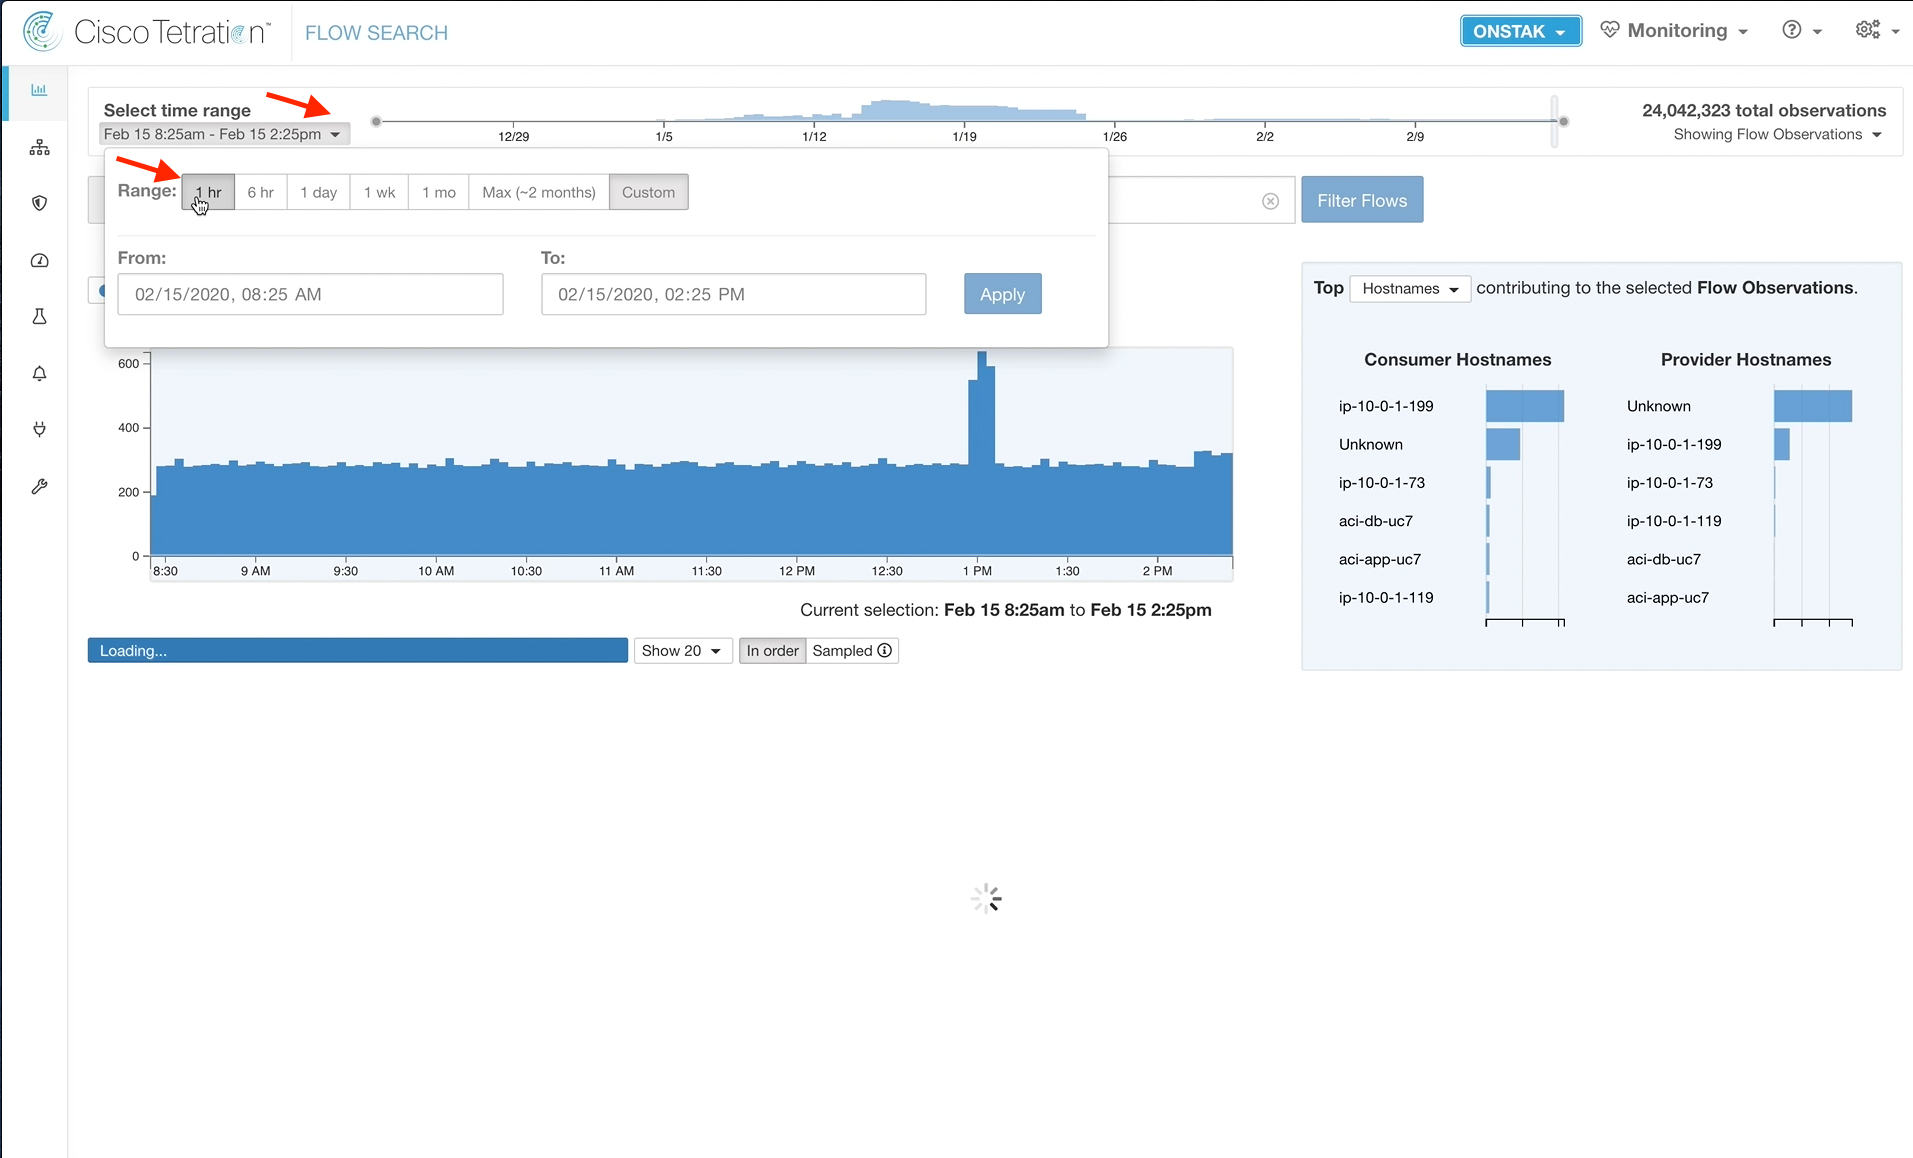 Cisco Tetration™
FLOW SEARCH
ONSTAK
Monitoring
Select time range
Feb 15 8:25am - Feb 15 2:25pm
12/29 1/5 1/12 1/19 1/26 2/2 2/9
24,042,323 total observations
Showing Flow Observations
Range: 1 hr 6 hr 1 day 1 wk 1 mo Max (~2 months) Custom
Filter Flows
From: To:
02/15/2020, 08:25 AM 02/15/2020, 02:25 PM Apply
Top Hostnames contributing to the selected Flow Observations.
Consumer Hostnames
ip-10-0-1-199
Unknown
ip-10-0-1-73
aci-db-uc7
aci-app-uc7
ip-10-0-1-119
Provider Hostnames
Unknown
ip-10-0-1-199
ip-10-0-1-73
ip-10-0-1-119
aci-db-uc7
aci-app-uc7
600
400
200
0
8:30 9 AM 9:30 10 AM 10:30 11 AM 11:30 12 PM 12:30 1 PM 1:30 2 PM
Current selection: Feb 15 8:25am to Feb 15 2:25pm
Loading... Show 20 In order Sampled